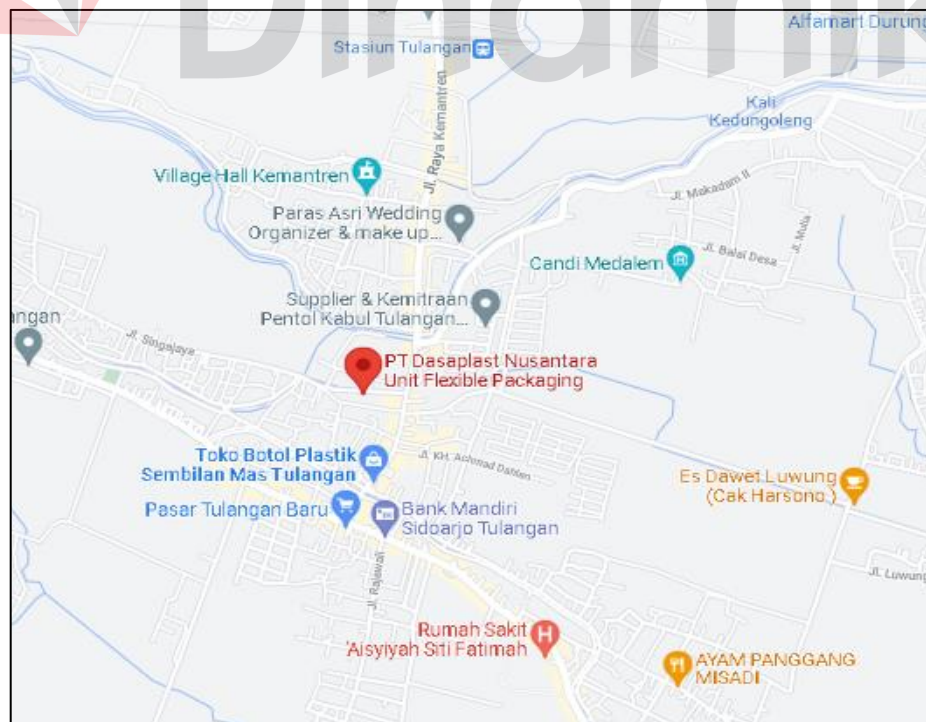 Dinamik
Alfamart Durung
Stasiun Tulangan
Kali
Kedungoleng
Jl. Raya Kemantren
Village Hall Kemantren
Jl. Makadam II
Paras Asri Wedding
Organizer & make up...
Jl. Mulia
Jl. Balai Desa
Candi Medalem
Supplier & Kemitraan
Pentol Kabul Tulangan...
angan
Jl. Singajaya
PT Dasaplast Nusantara
Unit Flexible Packaging
Toko Botol Plastik
Sembilan Mas Tulangan
Jl. KH. Achmad Dahlan
Es Dawet Luwung
(Cak Harsono)
Pasar Tulangan Baru
Bank Mandiri
Sidoarjo Tulangan
Jl. Rajawali
Jl. Luwung
Rumah Sakit
'Aisyiyah Siti Fatimah
H
AYAM PANGGANG
MISADI